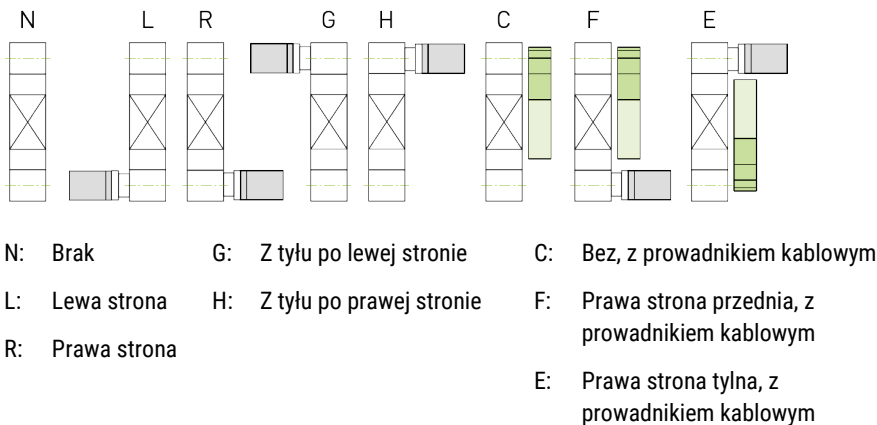 N L R G H C F E
N: Brak
L: Lewa strona
R: Prawa strona
G: Z tyłu po lewej stronie
H: Z tyłu po prawej stronie
C: Bez, z prowadnikiem kablowym
F: Prawa strona przednia, z
prowadnikiem kablowym
E: Prawa strona tylna, z
prowadnikiem kablowym